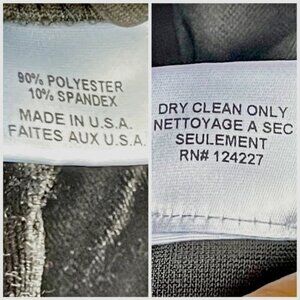 90% POLYESTER
10% SPANDEX
MADE IN U.S.A.
FAITES AUX U.S.A.
DRY CLEAN ONLY
NETTOYAGE A SEC
SEULEMENT
RN# 124227